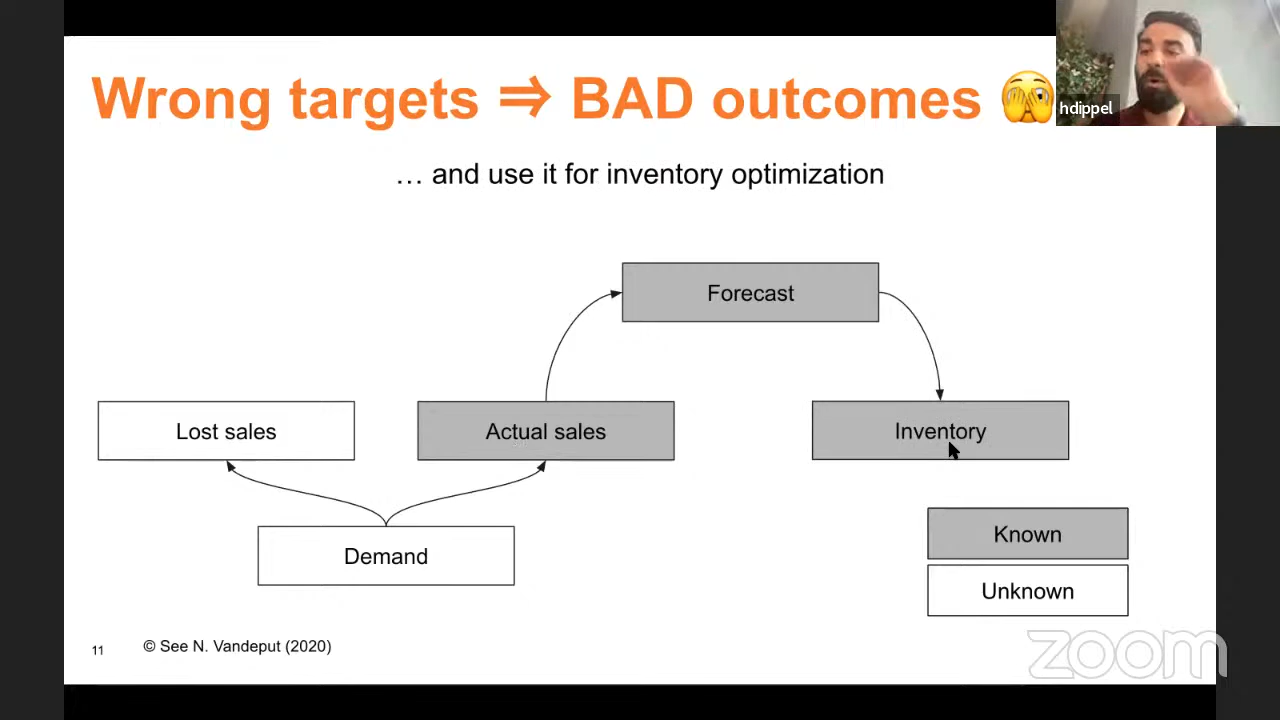 Wrong targets ⇒ BAD outcomes 🫣
hdippel
… and use it for inventory optimization
Forecast
Lost sales
Actual sales
Inventory
Demand
Known
Unknown
11
© See N. Vandeput (2020)
zoom